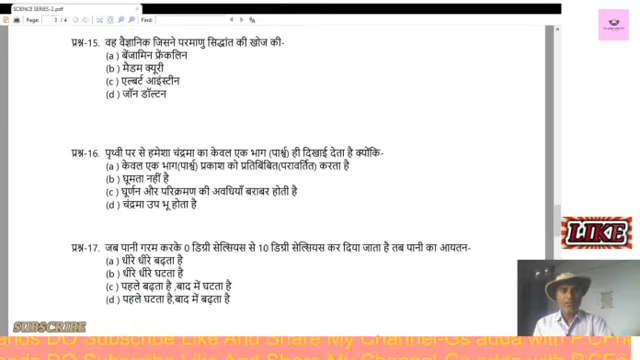 SCIENCE SERIES-2.pdf
Page: 3 / 4 Find:
प्रश्न-15. वह वैज्ञानिक जिसने परमाणु सिद्धांत की खोज की-
(a) बेंजामिन फ्रेंकलिन
(b) मैडम क्यूरी
(c) एल्बर्ट आइंस्टीन
(d) जॉन डॉल्टन
प्रश्न-16. पृथ्वी पर से हमेशा चंद्रमा का केवल एक भाग (पार्श्व) ही दिखाई देता है क्योंकि-
(a) केवल एक भाग(पार्श्व) प्रकाश को प्रतिबिंबित(परावर्तित) करता है
(b) घूमता नहीं है
(c) घूर्णन और परिक्रमण की अवधियाँ बराबर होती है
(d) चंद्रमा उप भू होता है
LIKE
प्रश्न-17. जब पानी गरम करके 0 डिग्री सेल्सियस से 10 डिग्री सेल्सियस कर दिया जाता है तब पानी का आयतन-
(a) धीरे धीरे बढ़ता है
(b) धीरे धीरे घटता है
(c) पहले बढ़ता है ,बाद में घटता है
(d) पहले घटता है,बाद में बढ़ता है
SUBSCRIBE
ends DO Subscribe Like And Share My Channel-Gs adda with P.C
ends DO Subscribe Like And Share My Channel-Gs adda with P.C